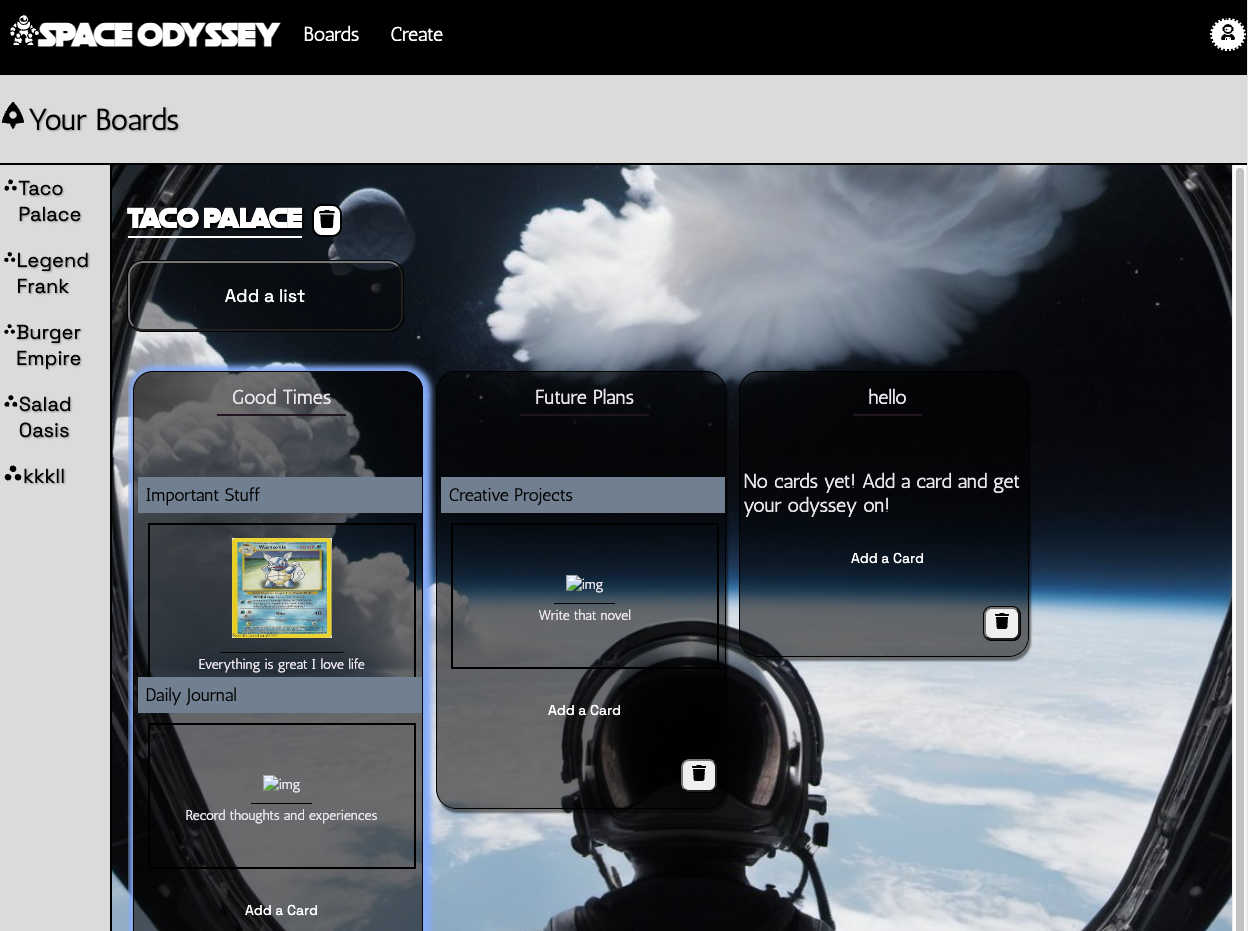 SPACE ODYSSEY Boards Create
Your Boards
Taco
Palace
Legend
Frank
Burger
Empire
Salad
Oasis
kkkll
TACO PALACE
Add a list
Good Times
Important Stuff
Wartortle
40
Everything is great I love life
Daily Journal
img
Record thoughts and experiences
Add a Card
Future Plans
Creative Projects
img
Write that novel
Add a Card
hello
No cards yet! Add a card and get
your odyssey on!
Add a Card